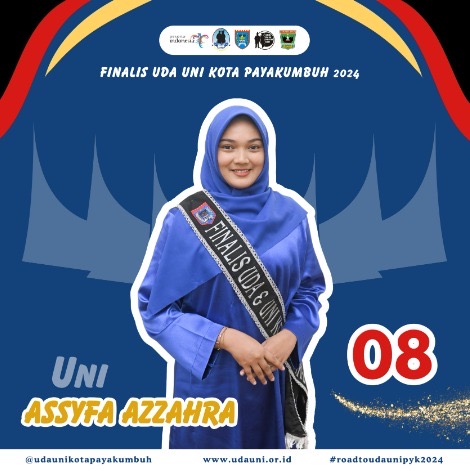 FINALIS UDA UNI KOTA PAYAKUMBUH 2024
FINALIS UDA & UNI
08
UNI
ASSYFA AZZAHRA
@udaunikotapayakumbuh
www.udauni.or.id
#roadtoudaunipyk2024